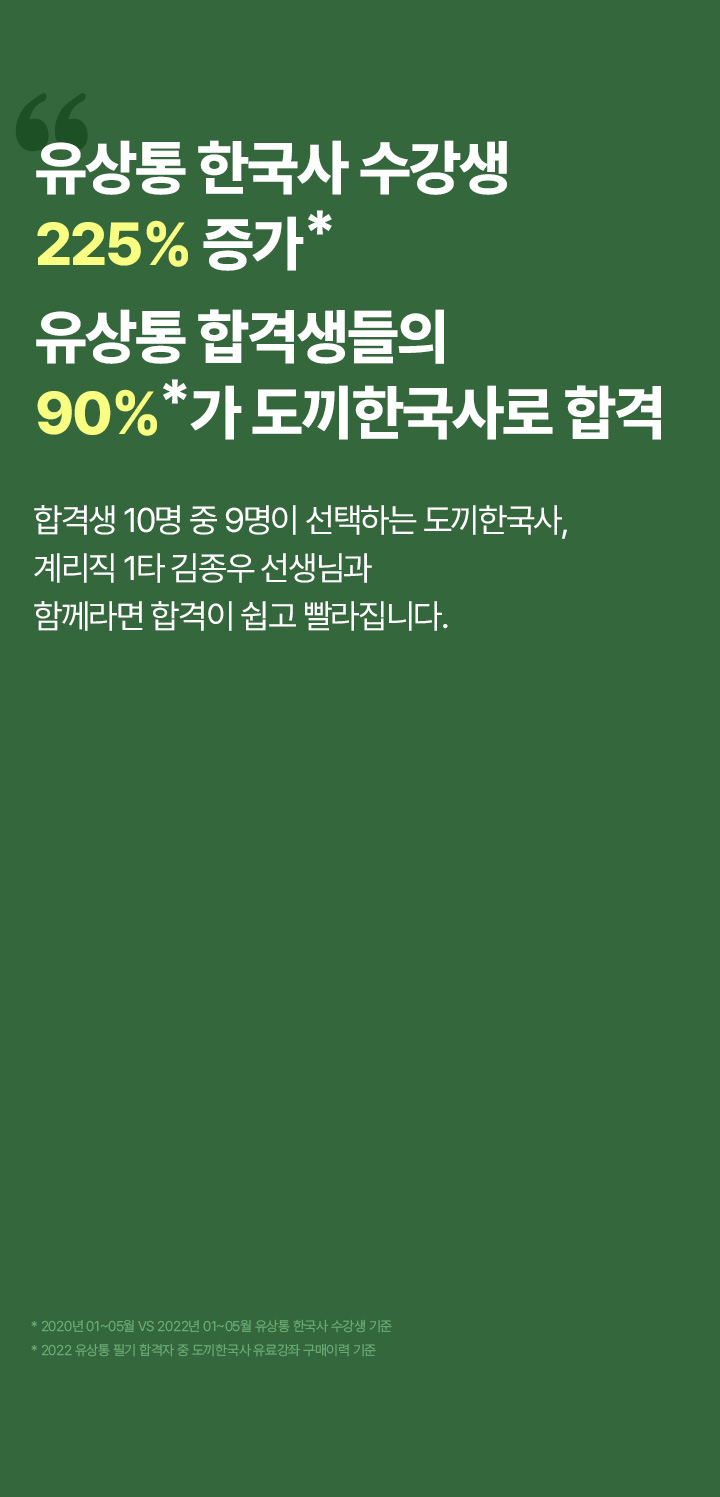 “
유상통 한국사 수강생
225% 증가*
유상통 합격생들의
90%*가 도끼한국사로 합격
합격생 10명 중 9명이 선택하는 도끼한국사,
계리직 1타 김종우 선생님과
함께라면 합격이 쉽고 빨라집니다.
* 2020년 01~05월 VS 2022년 01~05월 유상통 한국사 수강생 기준
* 2022 유상통 필기 합격자 중 도끼한국사 유료강좌 구매이력 기준